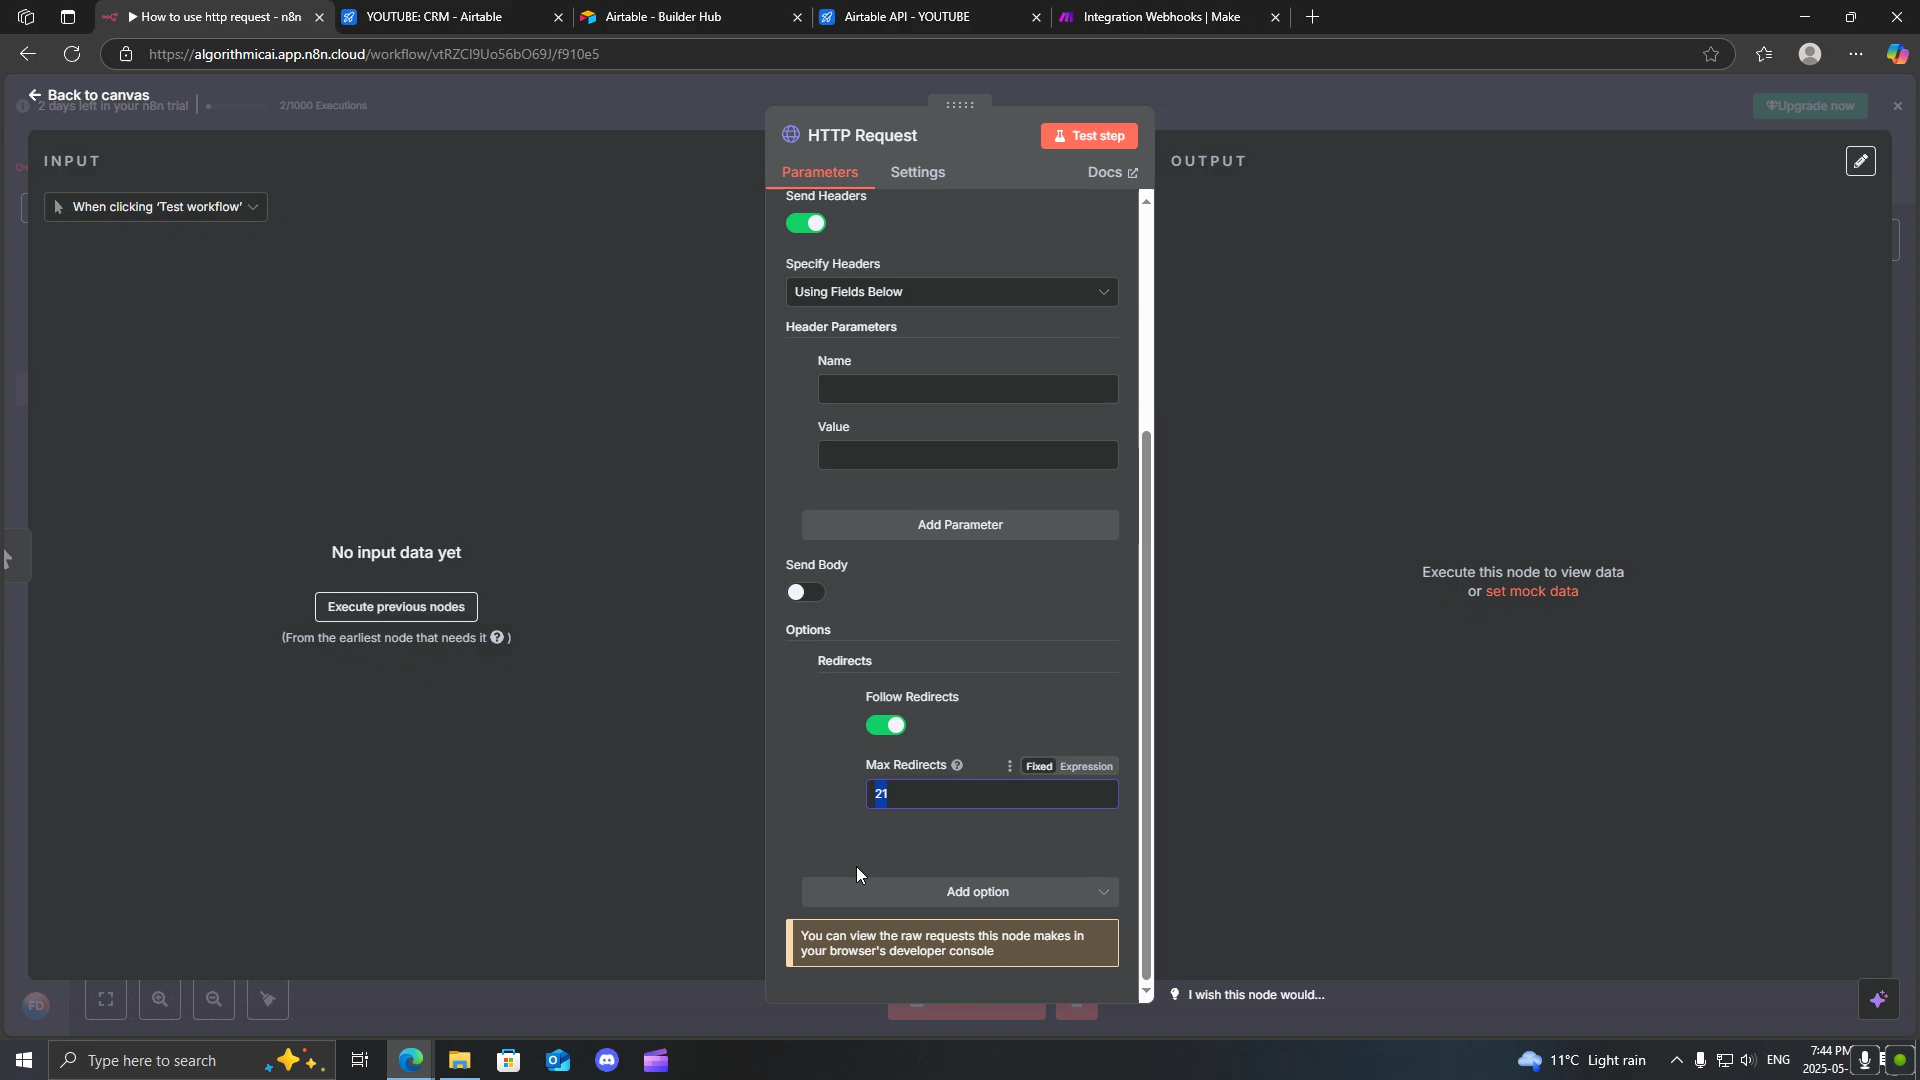 How to use http request - n8n
YOUTUBE: CRM - Airtable
Airtable - Builder Hub
Airtable API - YOUTUBE
Integration Webhooks | Make
https://algorithmicai.app.n8n.cloud/workflow/vtRZCI9Uo56bO69J/f910e5
Back to canvas
2 days left in your n8n trial
2/1000 Executions
Upgrade now
HTTP Request
Test step
INPUT
OUTPUT
Parameters
Settings
Docs
When clicking 'Test workflow'
Send Headers
Specify Headers
Using Fields Below
Header Parameters
Name
Value
Add Parameter
No input data yet
Execute previous nodes
(From the earliest node that needs it ? )
Execute this node to view data
or set mock data
Send Body
Options
Redirects
Follow Redirects
Max Redirects
Fixed
Expression
21
Add option
You can view the raw requests this node makes in
your browser's developer console
FD
I wish this node would...
Type here to search
11°C Light rain
ENG
7:44 PM
2025-05-